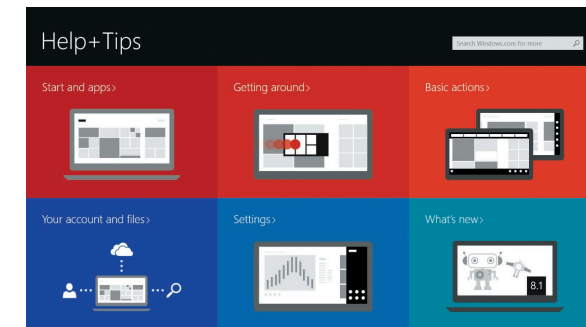 Help+Tips
Search Windows.com for more
Start and apps›
Getting around›
Basic actions›
Your account and files›
Settings›
What's new›
8.1